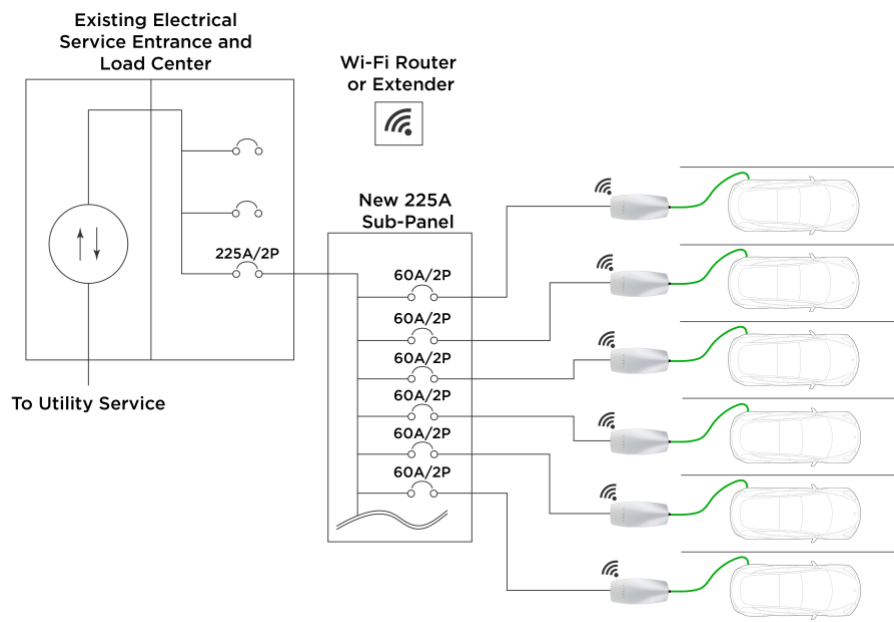 Existing Electrical
Service Entrance and
Load Center
Wi-Fi Router
or Extender
New 225A
Sub-Panel
225A/2P
60A/2P
60A/2P
60A/2P
60A/2P
60A/2P
60A/2P
To Utility Service